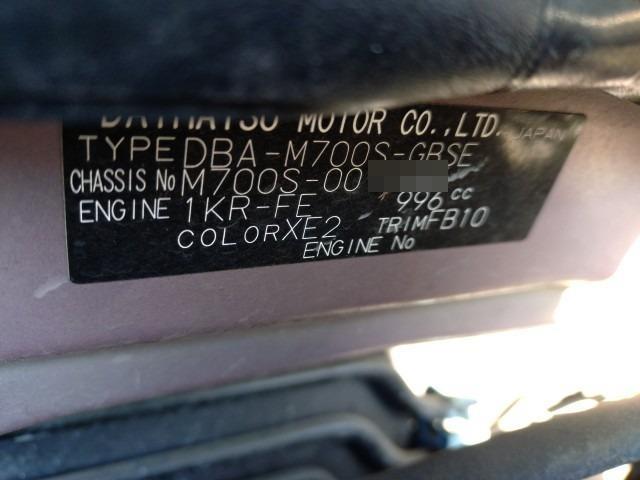 DAIHATSU MOTOR CO.,LTD. JAPAN
TYPE DBA-M700S-GBSE
CHASSIS No M700S-00
ENGINE 1KR-FE 996 cc
COLOR XE2 TRIM FB10
ENGINE No